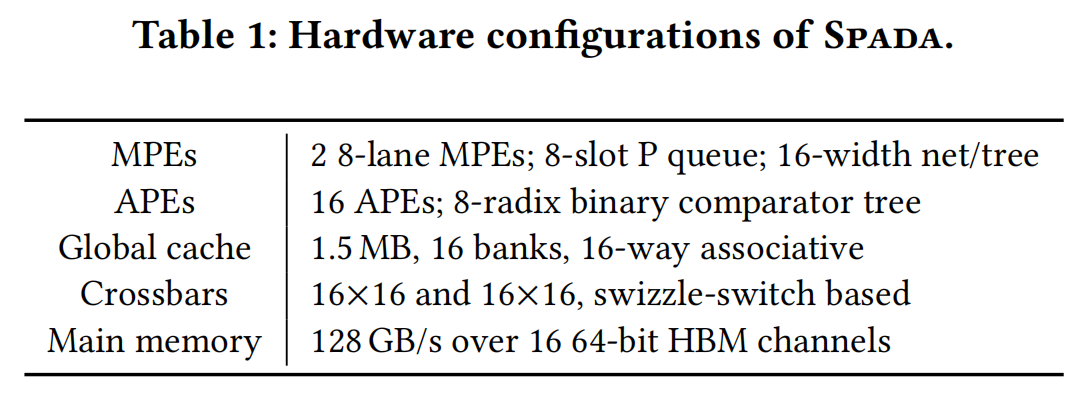 Table 1: Hardware configurations of Spada.
MPEs 2 8-lane MPEs; 8-slot P queue; 16-width net/tree
APEs 16 APEs; 8-radix binary comparator tree
Global cache 1.5 MB, 16 banks, 16-way associative
Crossbars 16×16 and 16×16, swizzle-switch based
Main memory 128 GB/s over 16 64-bit HBM channels